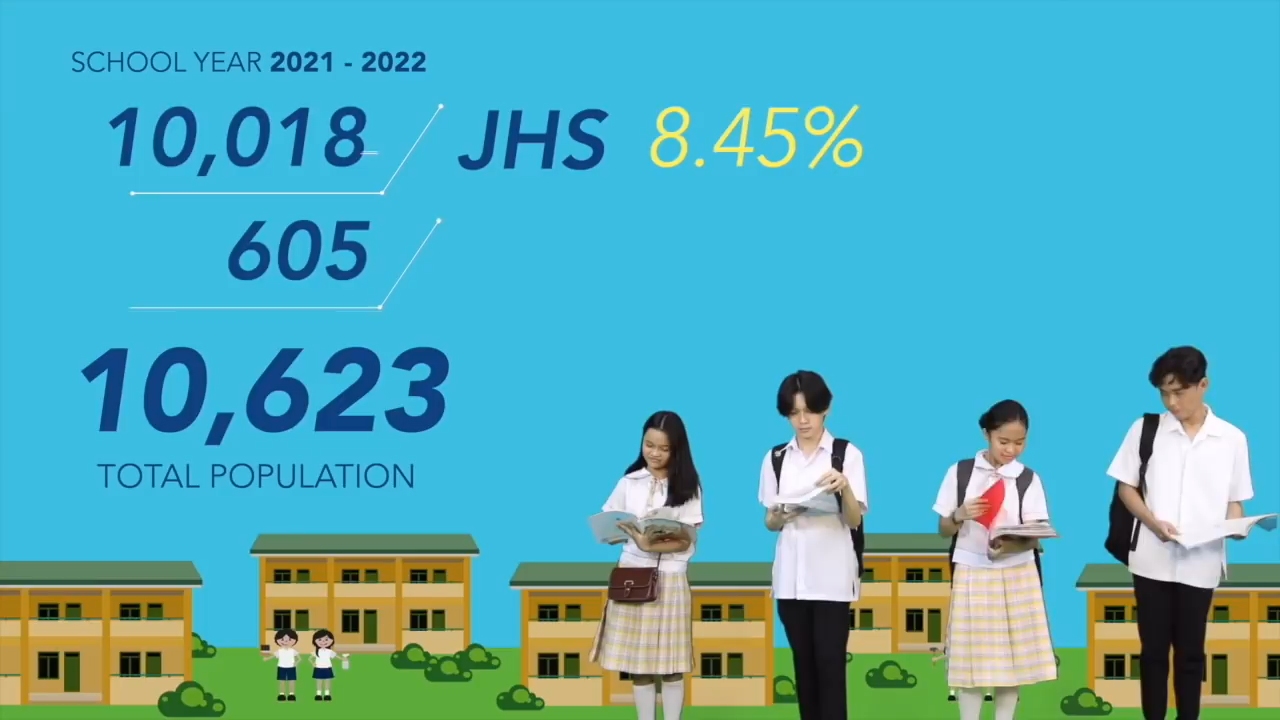 SCHOOL YEAR 2021 - 2022
10,018 JHS 8.45%
605
10,623
TOTAL POPULATION